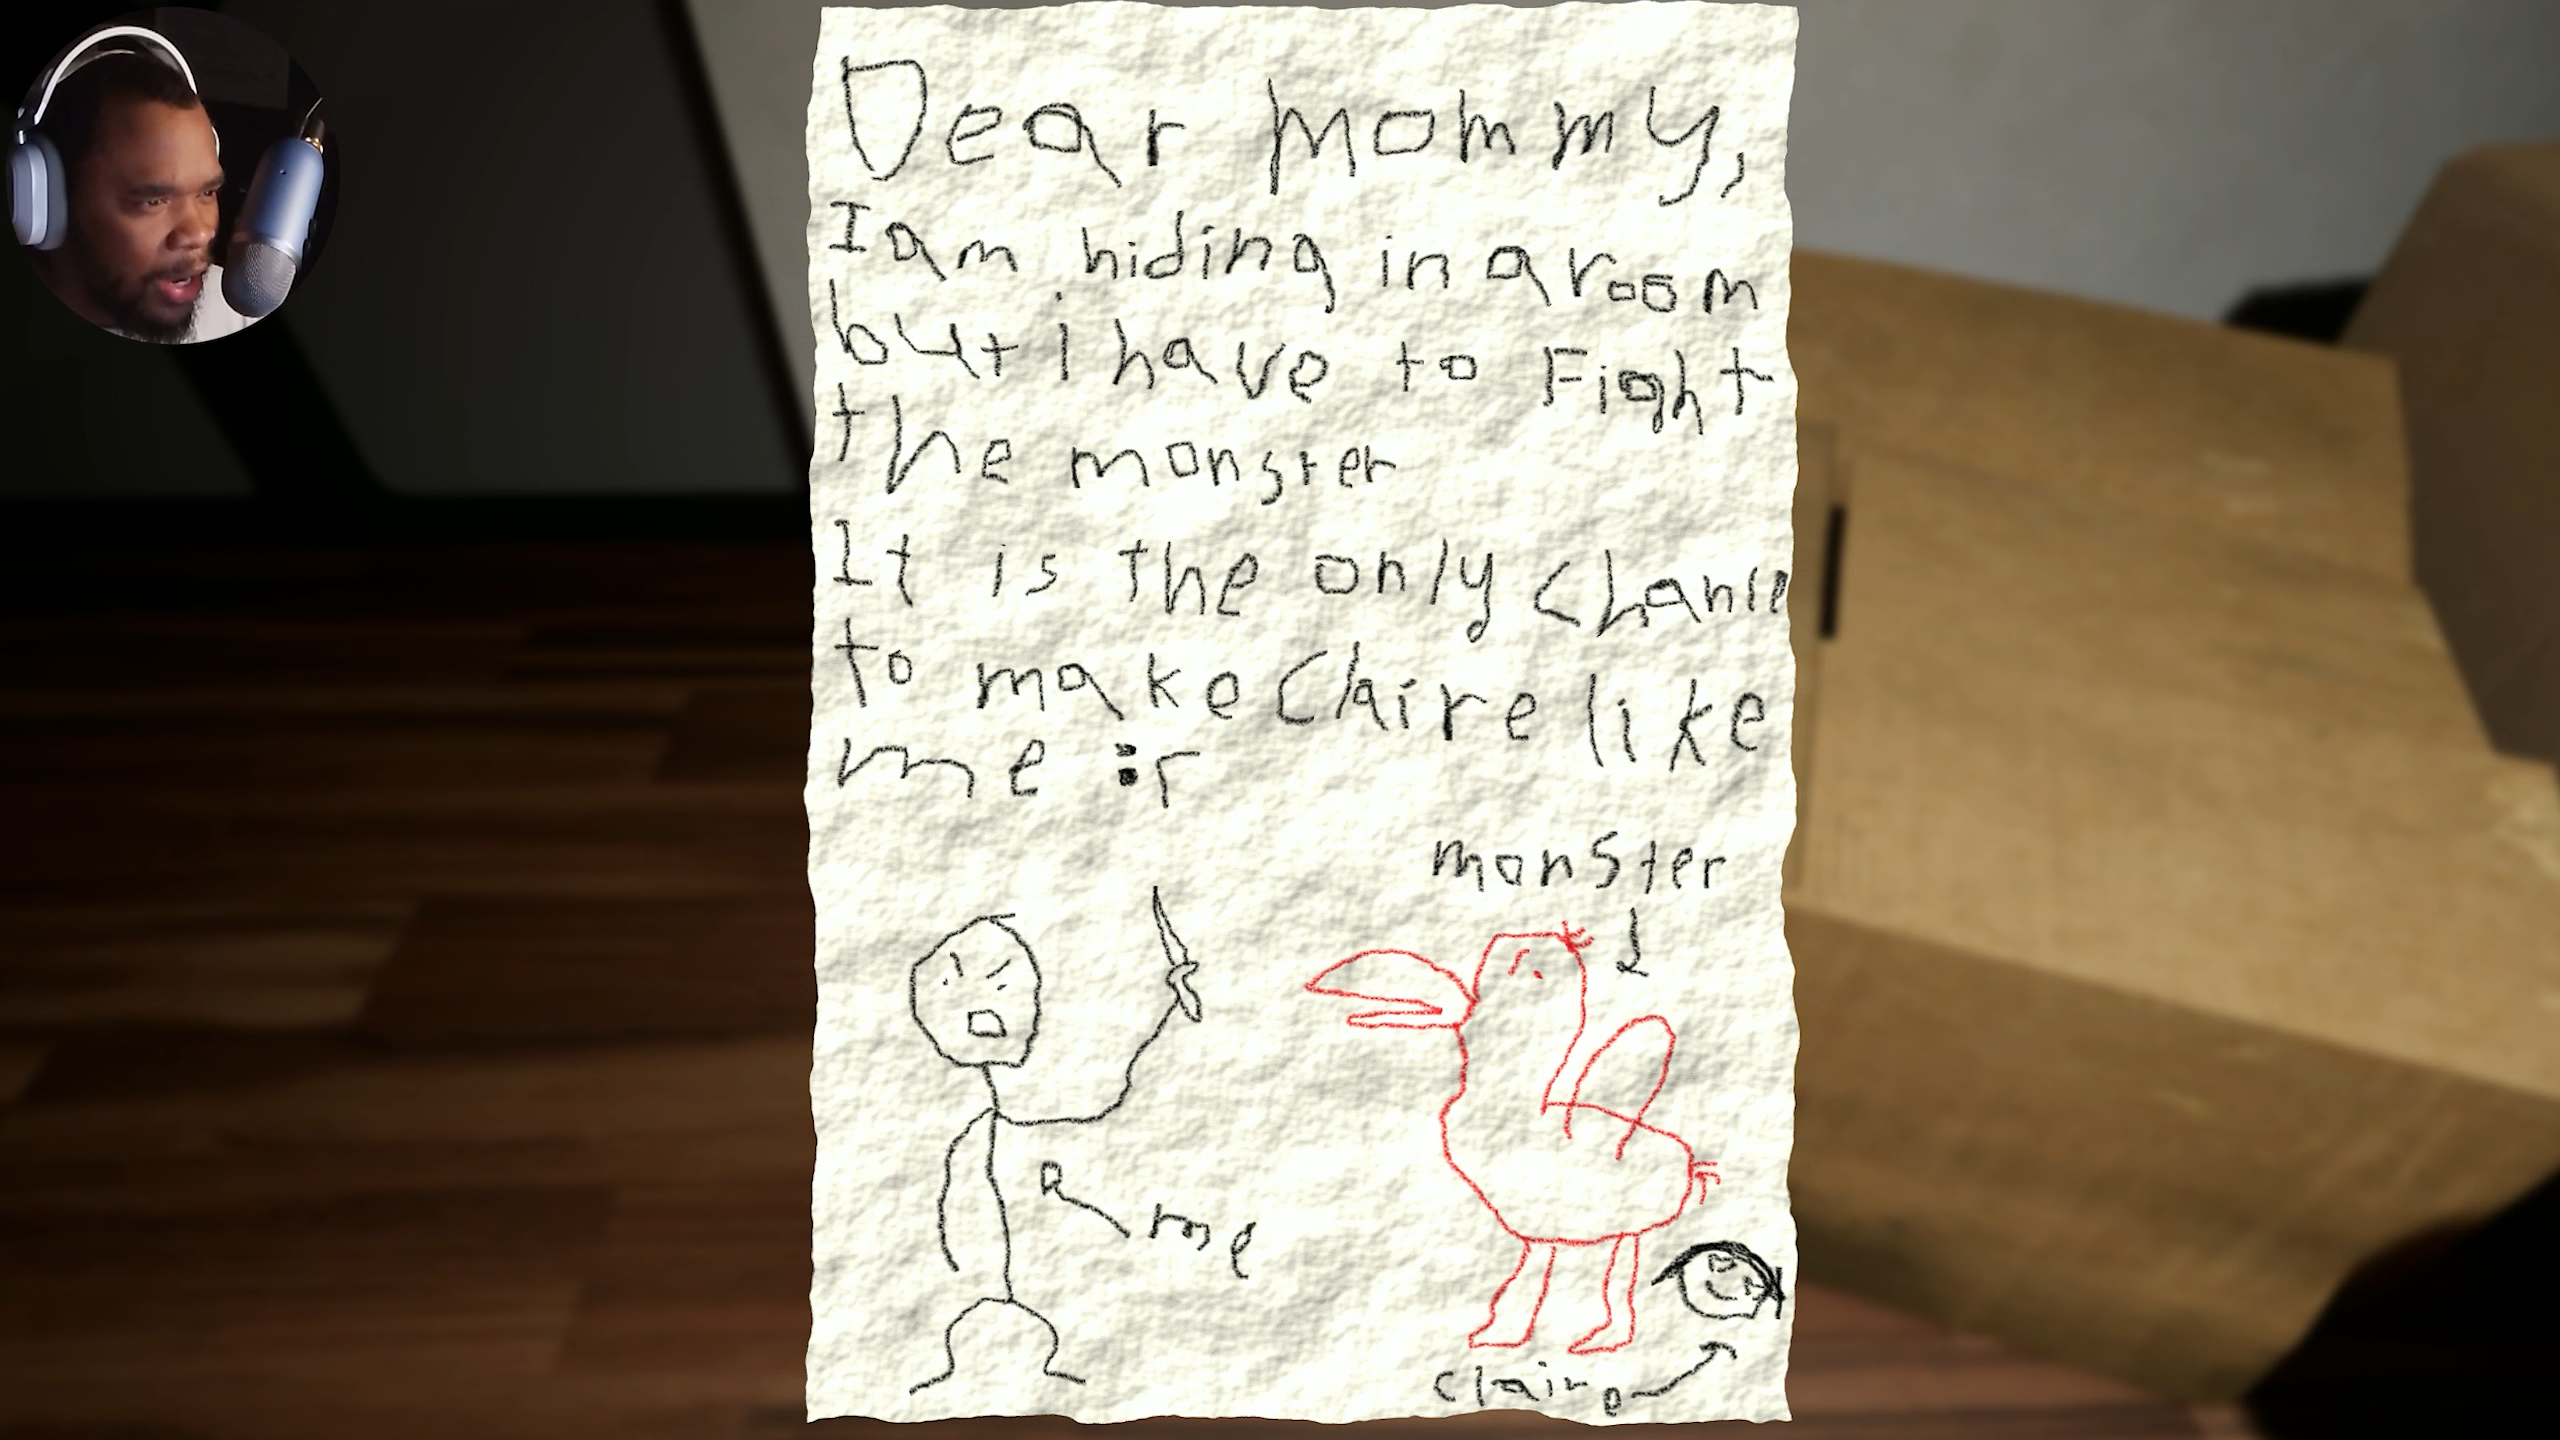 Dear Mommy,
I am hiding in a room
but i have to Fight
the monster
It is the only chance
to make Claire like
me :r
monster
me
claire